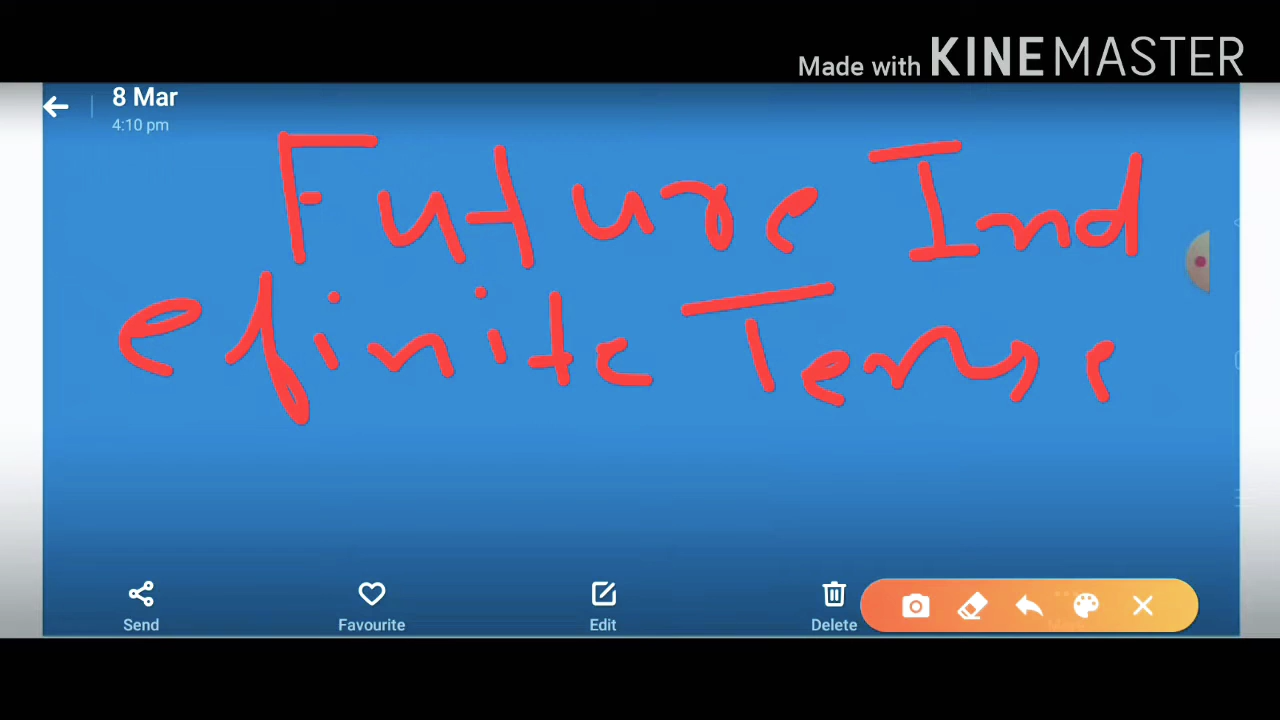 Made with KINEMASTER
8 Mar
4:10 pm
Future Ind
efinite Tense
Send Favourite Edit Delete